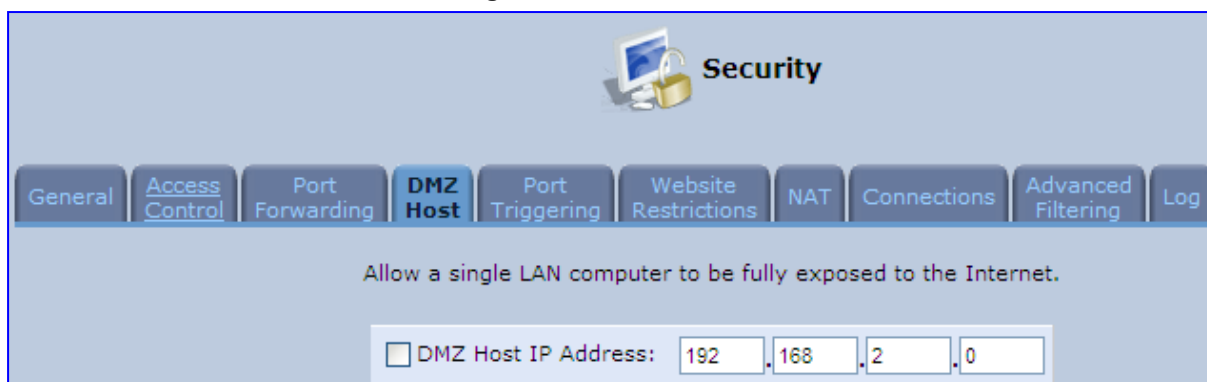 Security
General Access Control Port Forwarding DMZ Host Port Triggering Website Restrictions NAT Connections Advanced Filtering Log
Allow a single LAN computer to be fully exposed to the Internet.
DMZ Host IP Address: 192 . 168 . 2 . 0